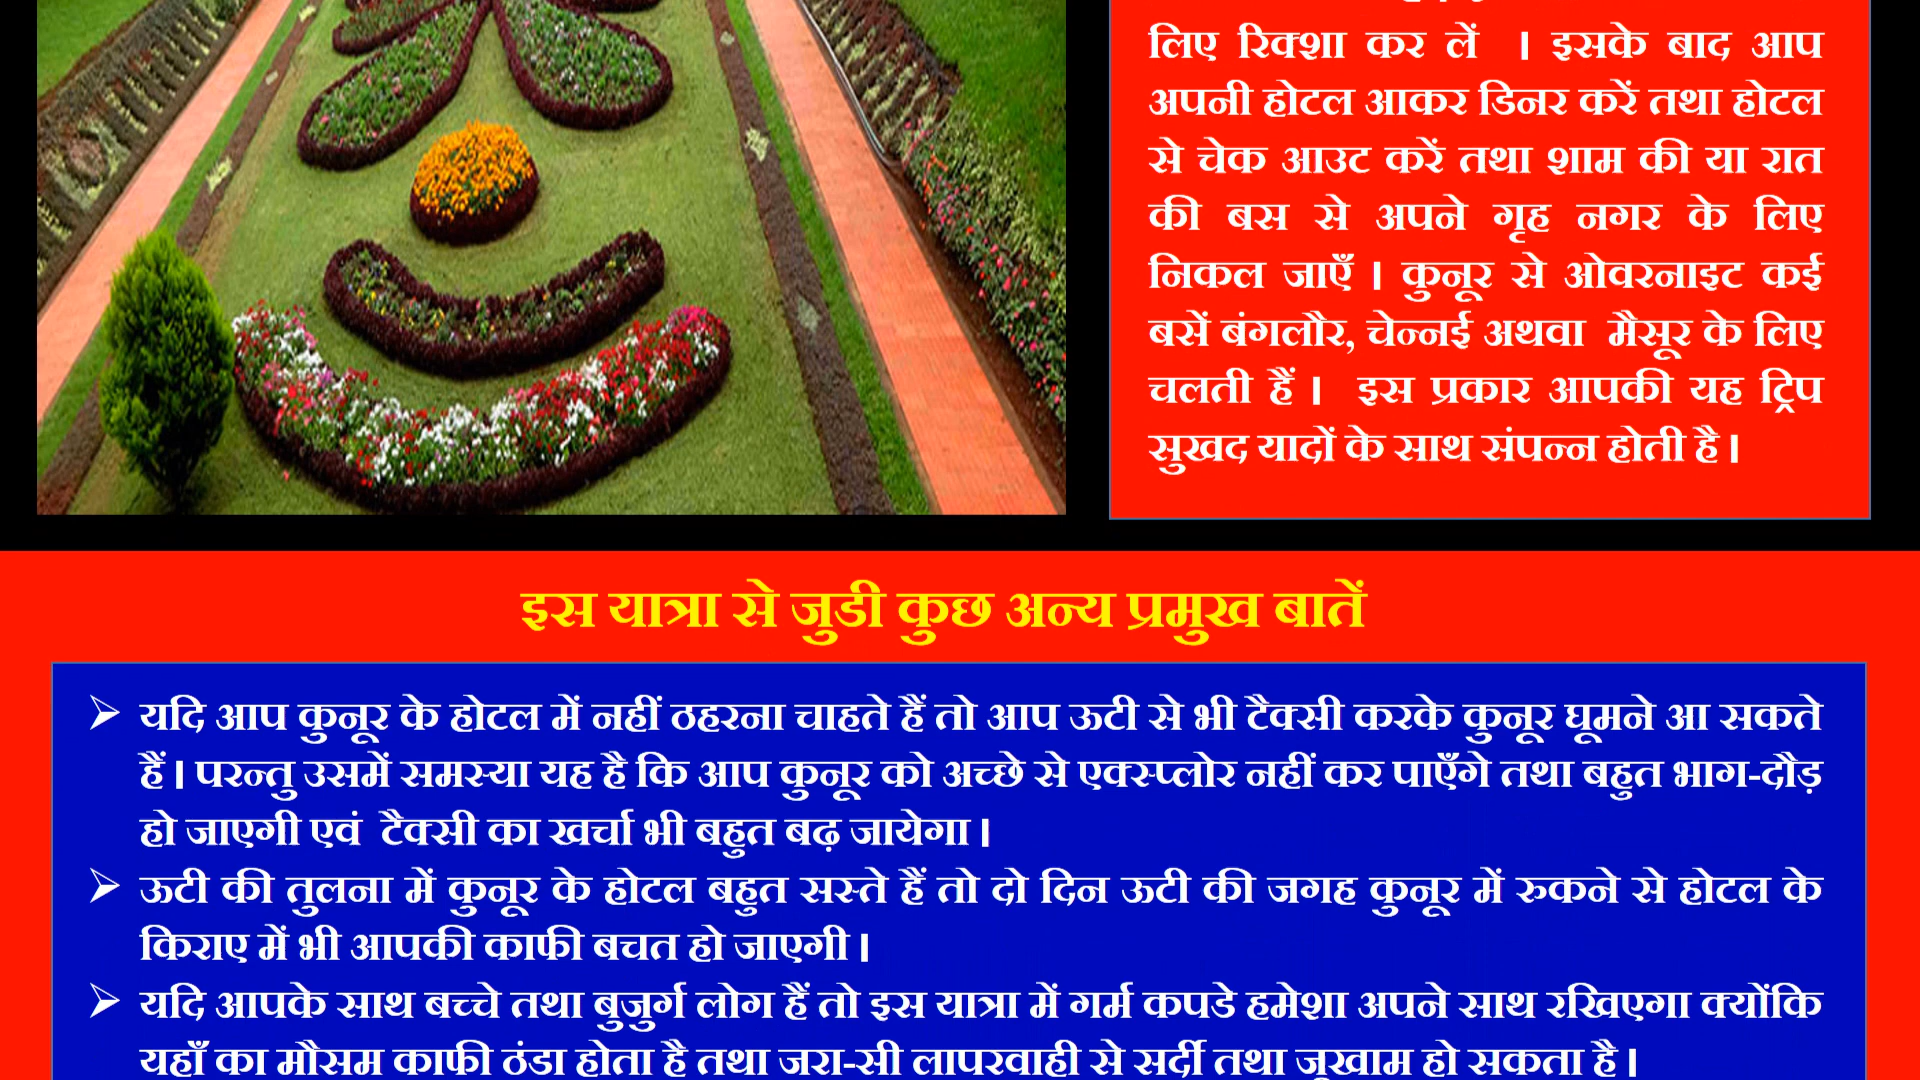 लिए रिक्शा कर लें । इसके बाद आप
अपनी होटल आकर डिनर करें तथा होटल
से चेक आउट करें तथा शाम की या रात
की बस से अपने गृह नगर के लिए
निकल जाएँ । कुनूर से ओवरनाइट कई
बसें बंगलौर, चेन्नई अथवा मैसूर के लिए
चलती हैं । इस प्रकार आपकी यह ट्रिप
सुखद यादों के साथ संपन्न होती है ।
इस यात्रा से जुडी कुछ अन्य प्रमुख बातें
➢ यदि आप कुनूर के होटल में नहीं ठहरना चाहते हैं तो आप ऊटी से भी टैक्सी करके कुनूर घूमने आ सकते
हैं । परन्तु उसमें समस्या यह है कि आप कुनूर को अच्छे से एक्स्प्लोर नहीं कर पाएँगे तथा बहुत भाग-दौड़
हो जाएगी एवं टैक्सी का खर्चा भी बहुत बढ़ जायेगा ।
➢ ऊटी की तुलना में कुनूर के होटल बहुत सस्ते हैं तो दो दिन ऊटी की जगह कुनूर में रुकने से होटल के
किराए में भी आपकी काफी बचत हो जाएगी ।
➢ यदि आपके साथ बच्चे तथा बुजुर्ग लोग हैं तो इस यात्रा में गर्म कपडे हमेशा अपने साथ रखिएगा क्योंकि
यहाँ का मौसम काफी ठंडा होता है तथा जरा-सी लापरवाही से सर्दी तथा जुखाम हो सकता है ।